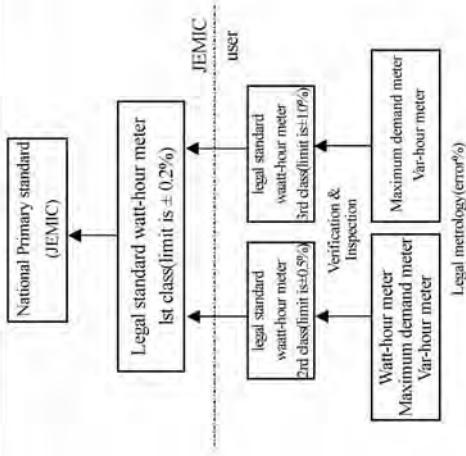 National Primary standard
(JEMIC)
Legal standard watt-hour meter
1st class(limit is ± 0.2%)
JEMIC
user
legal standard
waatt-hour meter
2rd class(limit is±0.5%)
legal standard
waatt-hour meter
3rd class(limit is±1.0%)
Verification &
Inspection
Watt-hour meter
Maximum demand meter
Var-hour meter
Maximum demand meter
Var-hour meter
Legal metrology(error%)